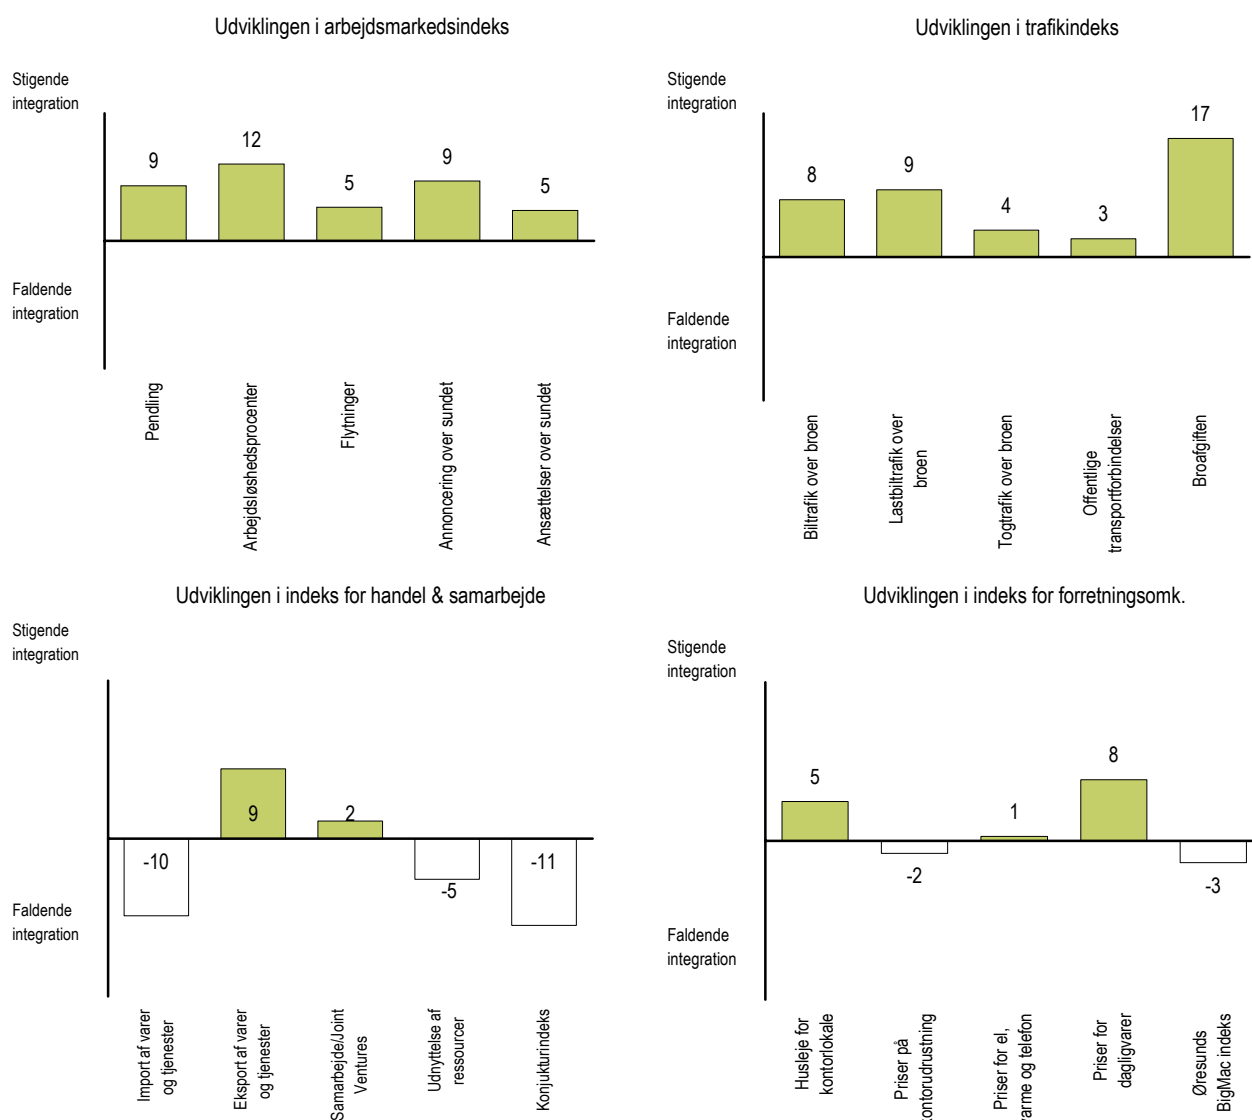 Udviklingen i arbejdsmarkedsindeks
Stigende
integration
9
12
5
9
5
Faldende
integration
Pendling
Arbejdsløshedsprocenter
Flytninger
Annoncering over sundet
Ansættelser over sundet
Udviklingen i trafikindeks
Stigende
integration
8
9
4
3
17
Faldende
integration
Biltrafik over broen
Lastbiltrafik over
broen
Togtrafik over broen
Offentlige
transportforbindelser
Broafgiften
Udviklingen i indeks for handel & samarbejde
Stigende
integration
-10
9
2
-5
-11
Faldende
integration
Import af varer
og tjenester
Eksport af varer
og tjenester
Samarbejde/Joint
Ventures
Udnyttelse af
ressourcer
Konjukturindeks
Udviklingen i indeks for forretningsomk.
Stigende
integration
5
-2
1
8
-3
Faldende
integration
Husleje for
kontorlokale
Priser på
ontorudrustning
Priser for el,
arme og telefon
Priser for
dagligvarer
Øresunds
BigMac indeks